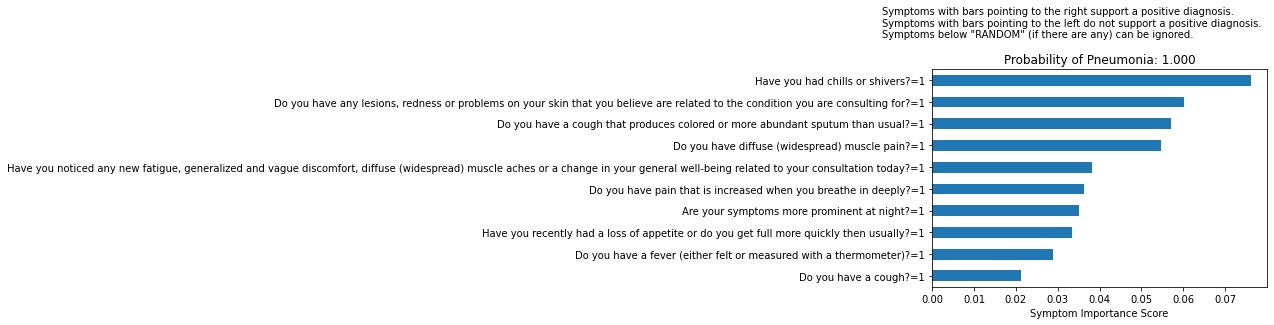 Symptoms with bars pointing to the right support a positive diagnosis.
Symptoms with bars pointing to the left do not support a positive diagnosis.
Symptoms below "RANDOM" (if there are any) can be ignored.
Probability of Pneumonia: 1.000
Have you had chills or shivers?=1
Do you have any lesions, redness or problems on your skin that you believe are related to the condition you are consulting for?=1
Do you have a cough that produces colored or more abundant sputum than usual?=1
Do you have diffuse (widespread) muscle pain?=1
Have you noticed any new fatigue, generalized and vague discomfort, diffuse (widespread) muscle aches or a change in your general well-being related to your consultation today?=1
Do you have pain that is increased when you breathe in deeply?=1
Are your symptoms more prominent at night?=1
Have you recently had a loss of appetite or do you get full more quickly then usually?=1
Do you have a fever (either felt or measured with a thermometer)?=1
Do you have a cough?=1
0.00 0.01 0.02 0.03 0.04 0.05 0.06 0.07
Symptom Importance Score